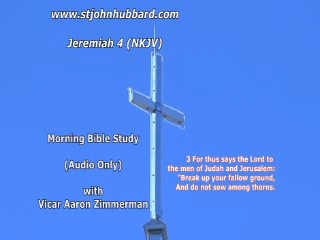 www.stjohnhubbard.com
Jeremiah 4 (NKJV)
Morning Bible Study
(Audio Only)
with
Vicar Aaron Zimmerman
3 For thus says the Lord to
the men of Judah and Jerusalem:
"Break up your fallow ground,
And do not sow among thorns.